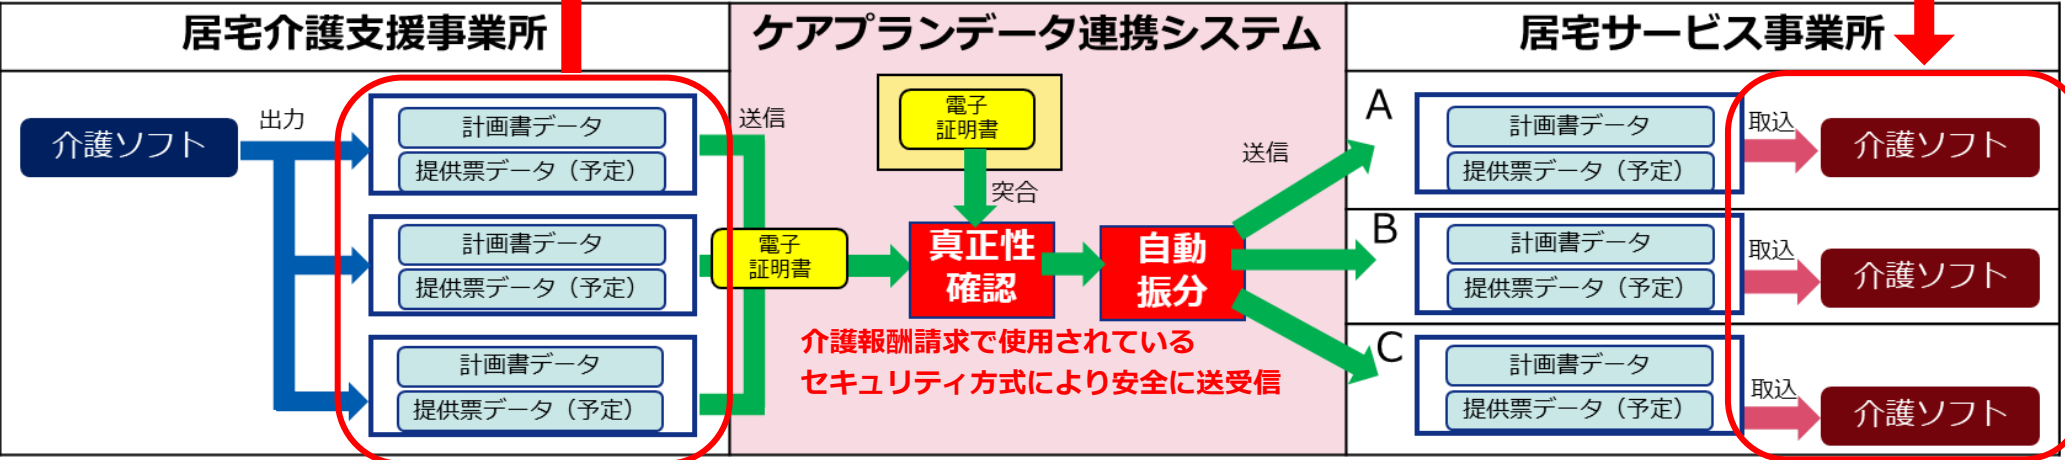 居宅介護支援事業所
ケアプランデータ連携システム
居宅サービス事業所
介護ソフト
出力
計画書データ
提供票データ（予定）
計画書データ
提供票データ（予定）
計画書データ
提供票データ（予定）
送信
電子
証明書
電子
証明書
突合
真正性
確認
自動
振分
介護報酬請求で使用されている
セキュリティ方式により安全に送受信
送信
A
計画書データ
提供票データ（予定）
取込
介護ソフト
B
計画書データ
提供票データ（予定）
取込
介護ソフト
C
計画書データ
提供票データ（予定）
取込
介護ソフト